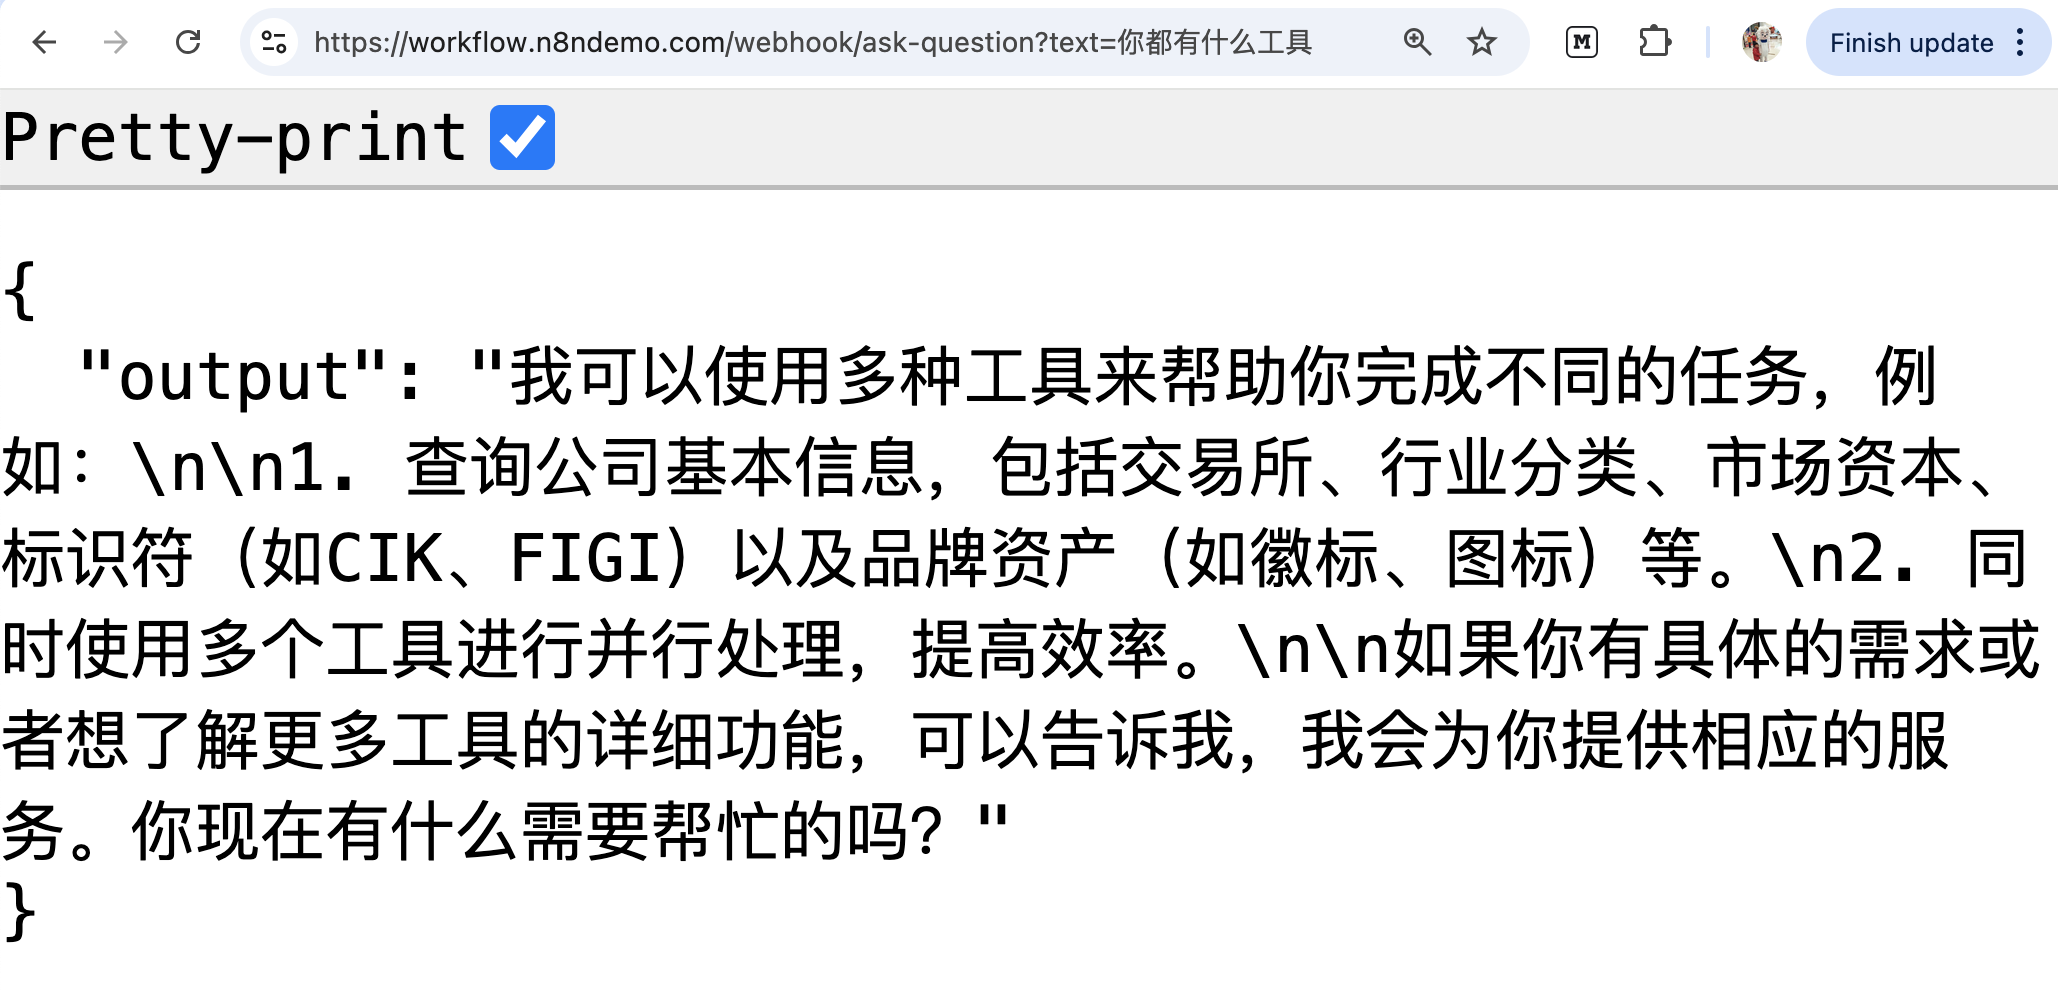 https://workflow.n8ndemo.com/webhook/ask-question?text=你都有什么工具
M
Finish update
Pretty-print
{
"output": "我可以使用多种工具来帮助你完成不同的任务，例
如：\n\n1. 查询公司基本信息，包括交易所、行业分类、市场资本、
标识符（如CIK、FIGI）以及品牌资产（如徽标、图标）等。\n2. 同
时使用多个工具进行并行处理，提高效率。\n\n如果你有具体的需求或
者想了解更多工具的详细功能，可以告诉我，我会为你提供相应的服
务。你现在有什么需要帮忙的吗？"
}